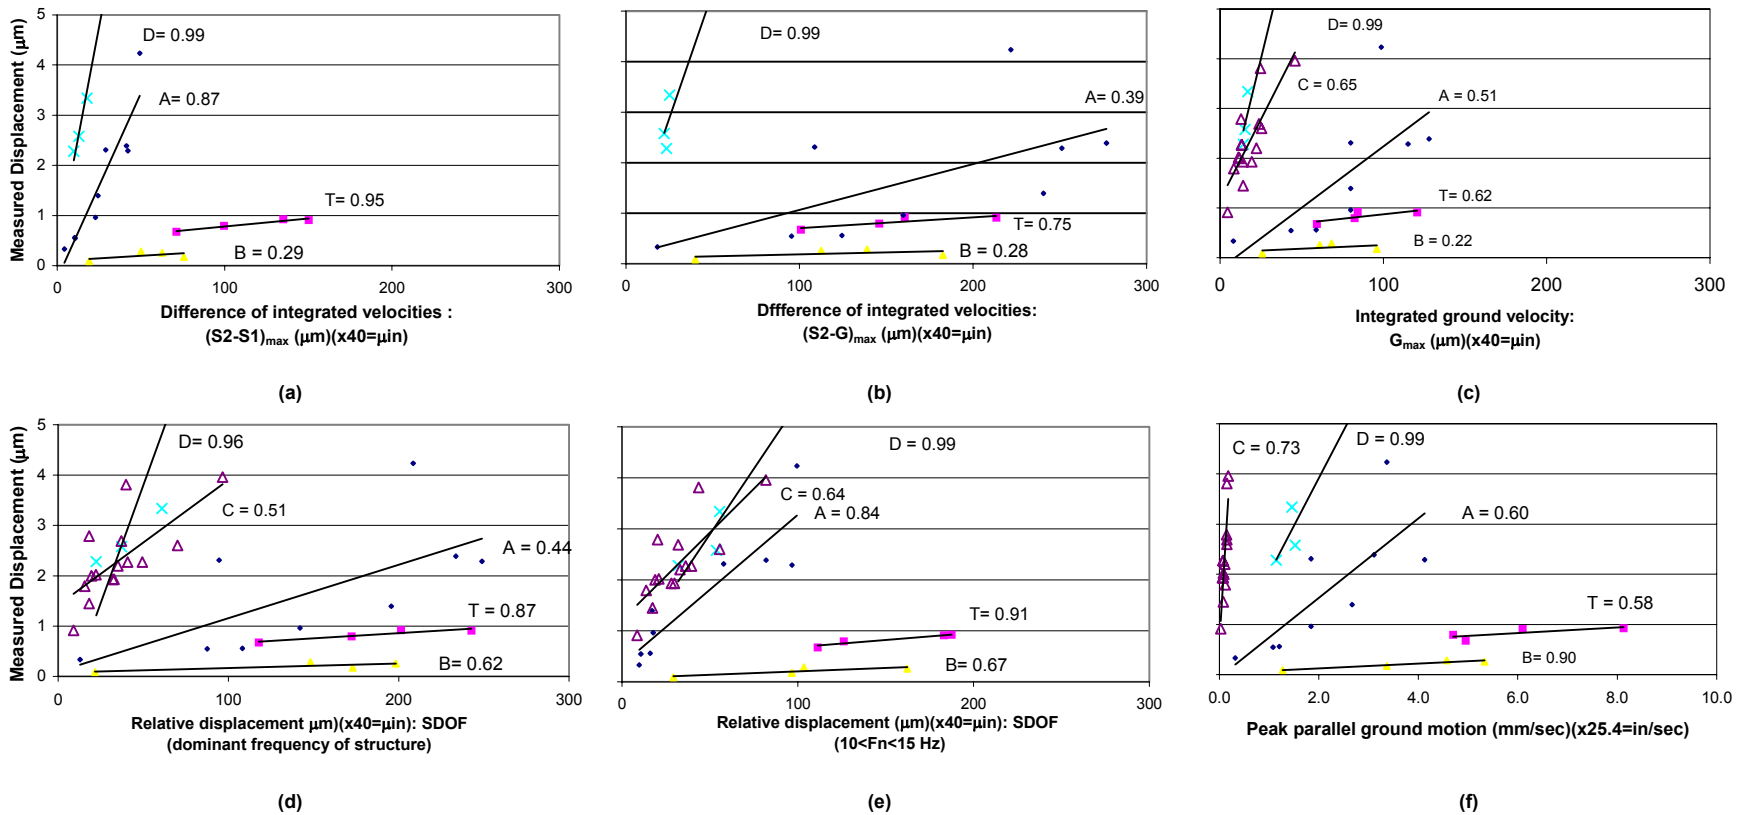 5
4
3
2
1
0
Measured Displacement (μm)
D= 0.99
A= 0.87
T= 0.95
B = 0.29
0 100 200 300
Difference of integrated velocities :
(S2-S1)max (μm)(x40=μin)
(a)
D= 0.99
A= 0.39
T= 0.75
B = 0.28
0 100 200 300
Dffference of integrated velocities:
(S2-G)max (μm)(x40=μin)
(b)
D= 0.99
C = 0.65
A = 0.51
T = 0.62
B = 0.22
0 100 200 300
Integrated ground velocity:
Gmax (μm)(x40=μin)
(c)
5
4
3
2
1
0
Measured Displacement (μm)
D= 0.96
C = 0.51
A = 0.44
T = 0.87
B= 0.62
0 100 200 300
Relative displacement μm)(x40=μin): SDOF
(dominant frequency of structure)
(d)
D = 0.99
C = 0.64
A = 0.84
T= 0.91
B= 0.67
0 100 200 300
Relative displacement (μm)(x40=μin): SDOF
(10<Fn<15 Hz)
(e)
C = 0.73
D = 0.99
A = 0.60
T = 0.58
B= 0.90
0.0 2.0 4.0 6.0 8.0 10.0
Peak parallel ground motion (mm/sec)(x25.4=in/sec)
(f)